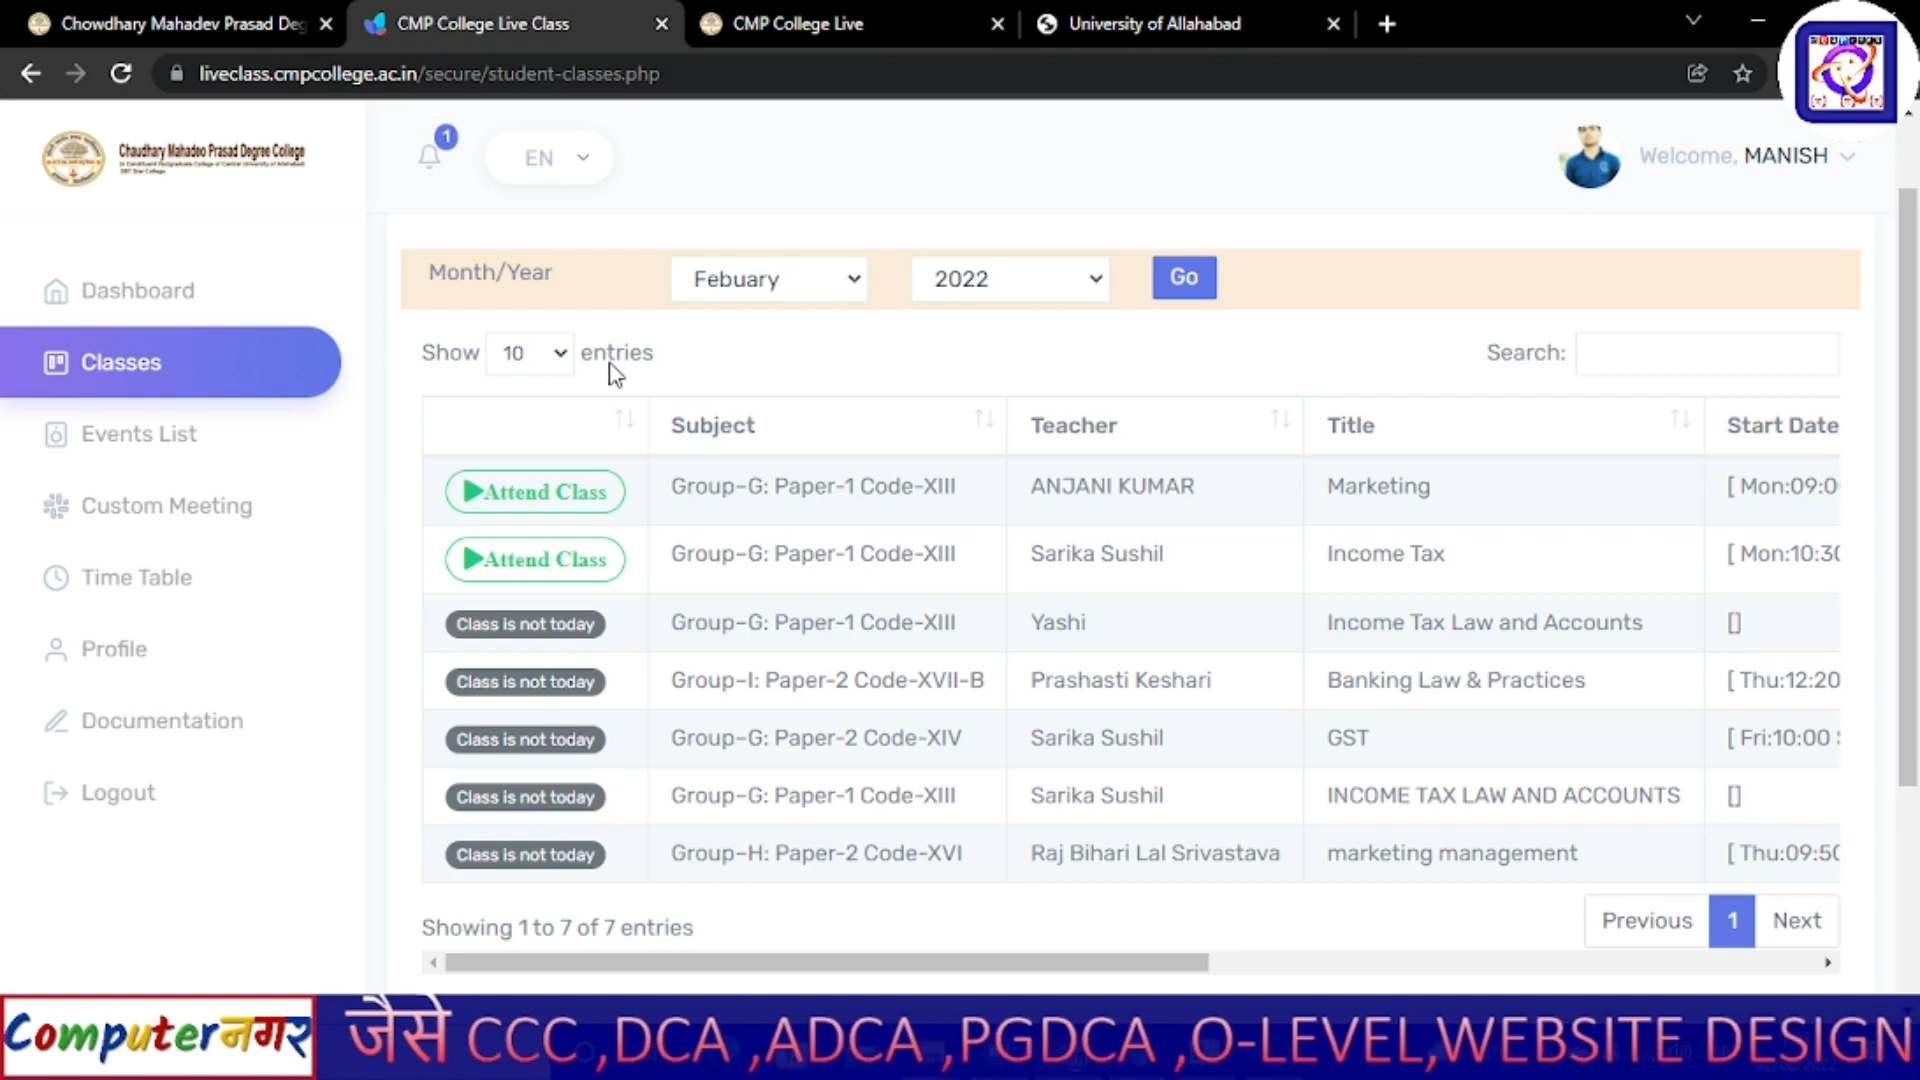 Chowdhary Mahadev Prasad Deg
CMP College Live Class
CMP College Live
University of Allahabad
liveclass.cmpcollege.ac.in/secure/student-classes.php
Chaudhary Mahadeo Prasad Degree College
1
EN
Welcome, MANISH
Dashboard
Classes
Events List
Custom Meeting
Time Table
Profile
Documentation
Logout
Month/Year Febuary 2022 Go
Show 10 entries Search:
Subject Teacher Title Start Date
Attend Class Group-G: Paper-1 Code-XIII ANJANI KUMAR Marketing [ Mon:09:0
Attend Class Group-G: Paper-1 Code-XIII Sarika Sushil Income Tax [ Mon:10:30
Class is not today Group-G: Paper-1 Code-XIII Yashi Income Tax Law and Accounts []
Class is not today Group-I: Paper-2 Code-XVII-B Prashasti Keshari Banking Law & Practices [ Thu:12:20
Class is not today Group-G: Paper-2 Code-XIV Sarika Sushil GST [ Fri:10:00
Class is not today Group-G: Paper-1 Code-XIII Sarika Sushil INCOME TAX LAW AND ACCOUNTS []
Class is not today Group-H: Paper-2 Code-XVI Raj Bihari Lal Srivastava marketing management [ Thu:09:50
Showing 1 to 7 of 7 entries
Previous 1 Next
Computerनगर जैसे CCC ,DCA ,ADCA ,PGDCA ,O-LEVEL,WEBSITE DESIGN